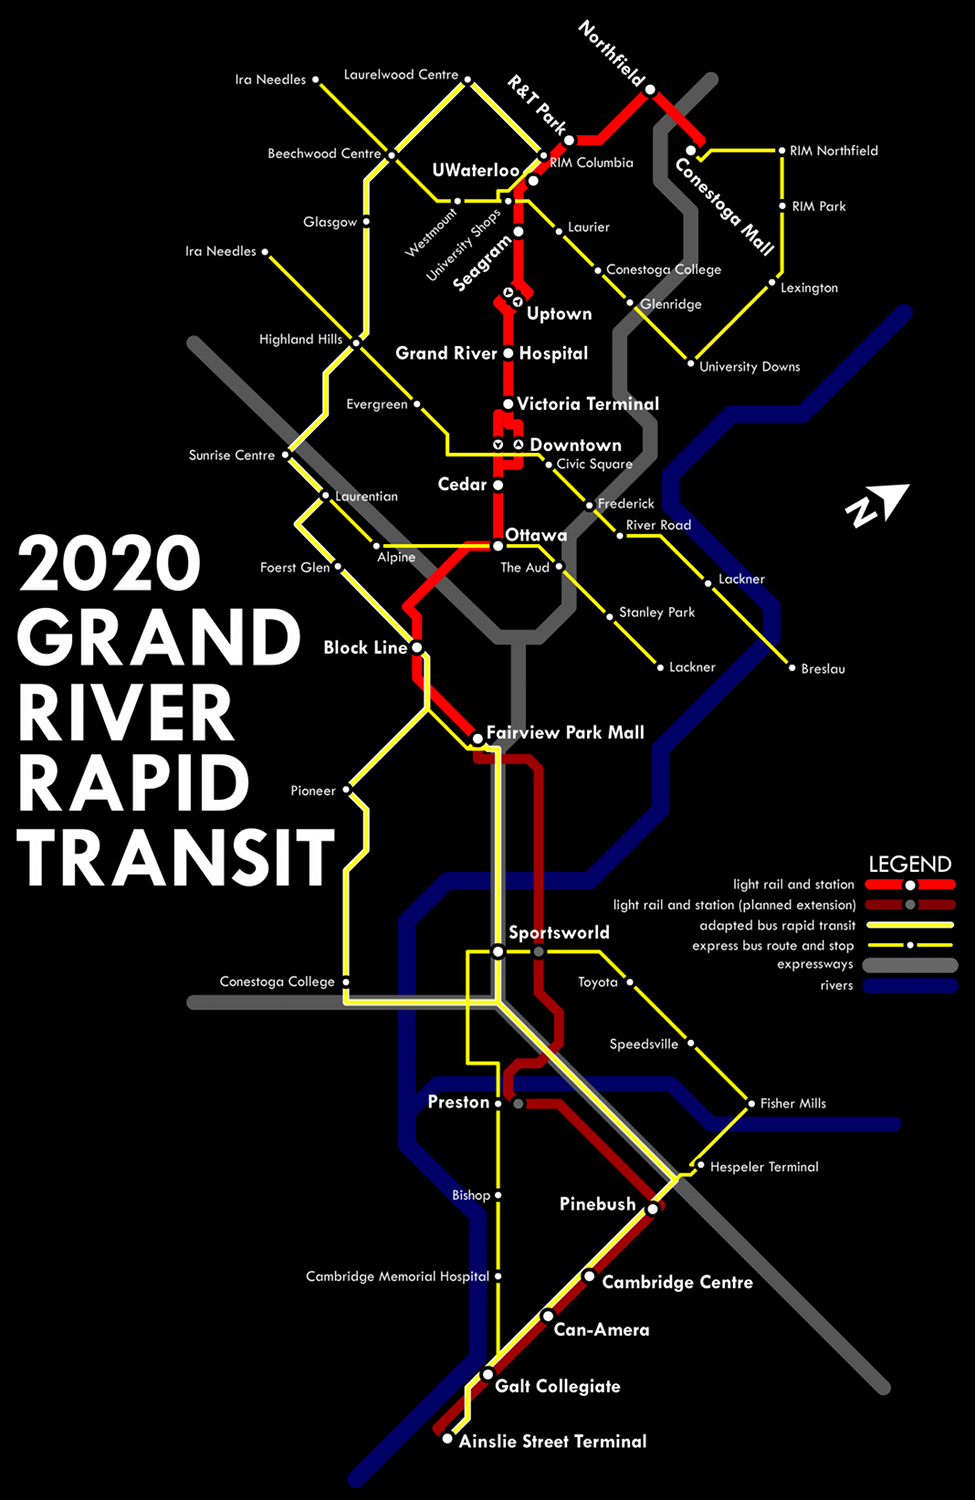 Northfield
Laurelwood Centre
Ira Needles
R&T Park
Beechwood Centre
RIM Columbia
RIM Northfield
UWaterloo
Conestoga Mall
RIM Park
Glasgow
Westmount
University Shops
Laurier
Seagram
Ira Needles
Conestoga College
Lexington
Glenridge
Uptown
Highland Hills
Grand River Hospital
University Downs
Evergreen
Victoria Terminal
Downtown
Sunrise Centre
Civic Square
Cedar
Laurentian
Frederick
N
River Road
Ottawa
Alpine
Foerst Glen
The Aud
Lackner
2020
GRAND
RIVER
RAPID
TRANSIT
Stanley Park
Block Line
Lackner
Breslau
Fairview Park Mall
Pioneer
LEGEND
light rail and station
light rail and station (planned extension)
adapted bus rapid transit
express bus route and stop
expressways
rivers
Sportsworld
Conestoga College
Toyota
Speedsville
Preston
Fisher Mills
Hespeler Terminal
Bishop
Pinebush
Cambridge Memorial Hospital
Cambridge Centre
Can-Amera
Galt Collegiate
Ainslie Street Terminal